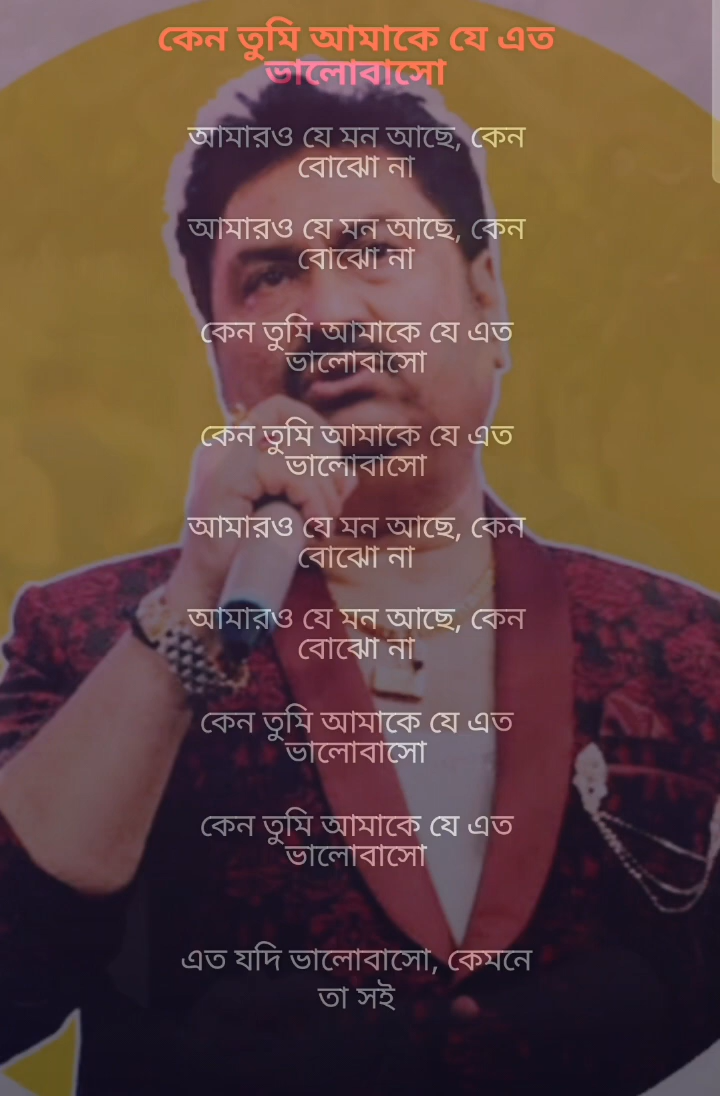 কেন তুমি আমাকে যে এত
ভালোবাসো
আমারও যে মন আছে, কেন
বোঝো না
আমারও যে মন আছে, কেন
বোঝো না
কেন তুমি আমাকে যে এত
ভালোবাসো
কেন তুমি আমাকে যে এত
ভালোবাসো
আমারও যে মন আছে, কেন
বোঝো না
আমারও যে মন আছে, কেন
বোঝো না
কেন তুমি আমাকে যে এত
ভালোবাসো
কেন তুমি আমাকে যে এত
ভালোবাসো
এত যদি ভালোবাসো, কেমনে
তা সই